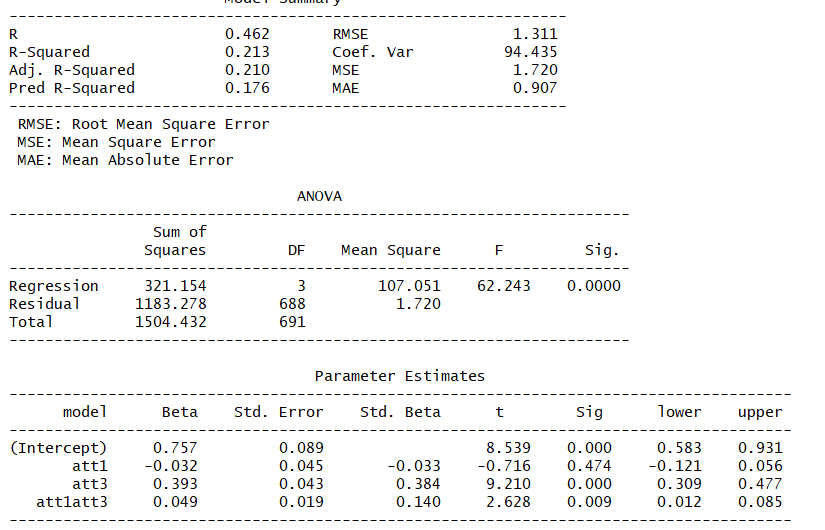 Model Summary
---------------------------------------------------------------
R 0.462 RMSE 1.311
R-Squared 0.213 Coef. Var 94.435
Adj. R-Squared 0.210 MSE 1.720
Pred R-Squared 0.176 MAE 0.907
---------------------------------------------------------------
RMSE: Root Mean Square Error
MSE: Mean Square Error
MAE: Mean Absolute Error
ANOVA
----------------------------------------------------------------------
Sum of
Squares DF Mean Square F Sig.
----------------------------------------------------------------------
Regression 321.154 3 107.051 62.243 0.0000
Residual 1183.278 688 1.720
Total 1504.432 691
----------------------------------------------------------------------
Parameter Estimates
----------------------------------------------------------------------------------------
model Beta Std. Error Std. Beta t Sig lower upper
----------------------------------------------------------------------------------------
(Intercept) 0.757 0.089 8.539 0.000 0.583 0.931
att1 -0.032 0.045 -0.033 -0.716 0.474 -0.121 0.056
att3 0.393 0.043 0.384 9.210 0.000 0.309 0.477
att1att3 0.049 0.019 0.140 2.628 0.009 0.012 0.085
----------------------------------------------------------------------------------------